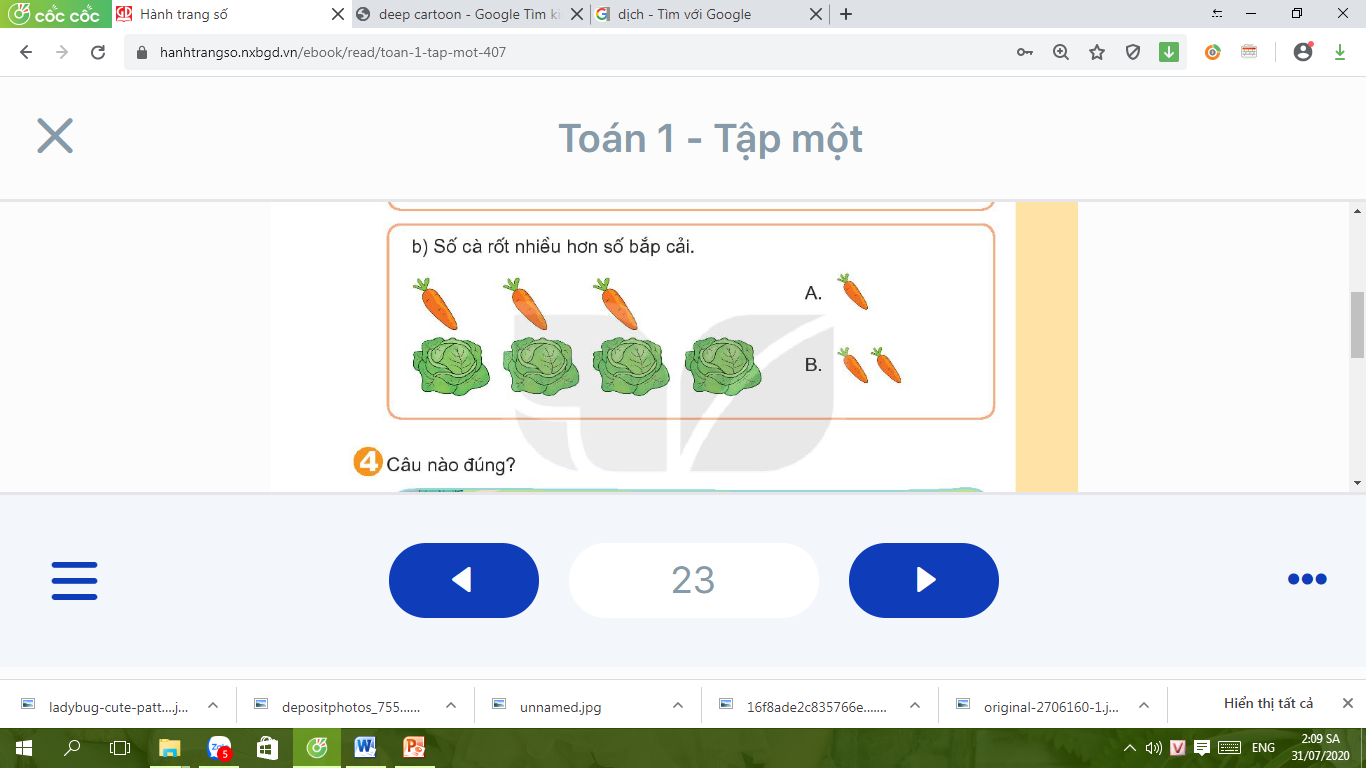 cốc cốc
Hành trang số
deep cartoon - Google Tìm ki
dịch - Tìm với Google
hanhtrangso.nxbgd.vn/ebook/read/toan-1-tap-mot-407
Toán 1 - Tập một
b) Số cà rốt nhiều hơn số bắp cải.
A.
B.
4 Câu nào đúng?
23
ladybug-cute-patt....j...
depositphotos_755......
unnamed.jpg
16f8ade2c835766e.......
original-2706160-1.j...
Hiển thị tất cả
5
ENG
2:09 SA
31/07/2020